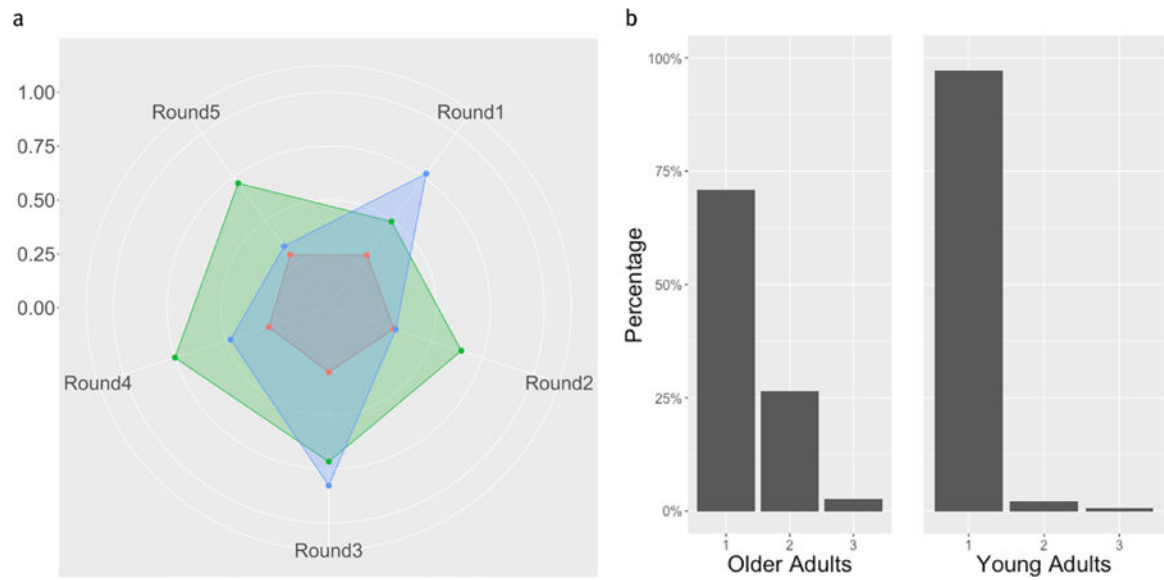 a
1.00
0.75
0.50
0.25
0.00
Round5
Round1
Round4
Round2
Round3
b
100%
75%
50%
25%
0%
Percentage
1 2 3
Older Adults
1 2 3
Young Adults